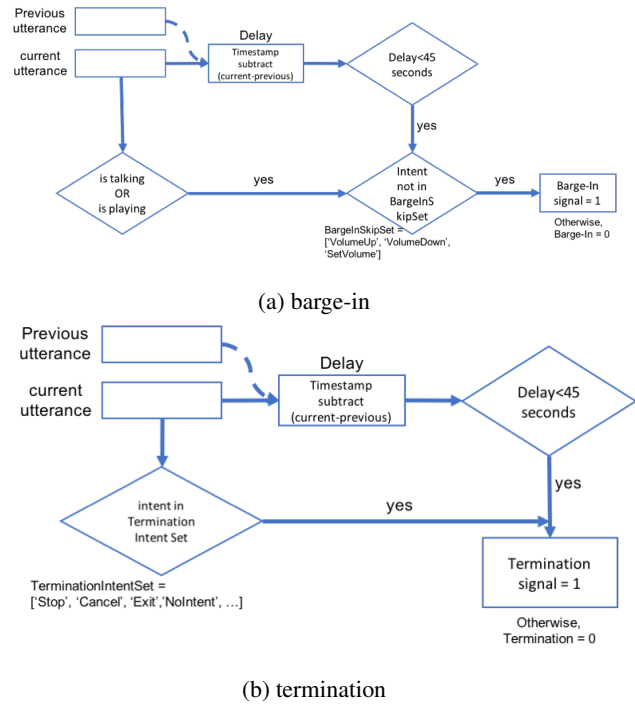 Previous
utterance
current
utterance
Delay
Timestamp
subtract
(current-previous)
Delay<45
seconds
yes
is talking
OR
is playing
yes
Intent
not in
BargeInS
kipSet
yes
Barge-In
signal = 1
Otherwise,
Barge-In = 0
BargeInSkipSet =
['VolumeUp', 'VolumeDown',
'SetVolume']
(a) barge-in
Previous
utterance
current
utterance
Delay
Timestamp
subtract
(current-previous)
Delay<45
seconds
yes
intent in
Termination
Intent Set
yes
Termination
signal = 1
TerminationIntentSet =
['Stop', 'Cancel', 'Exit','NoIntent', …]
Otherwise,
Termination = 0
(b) termination